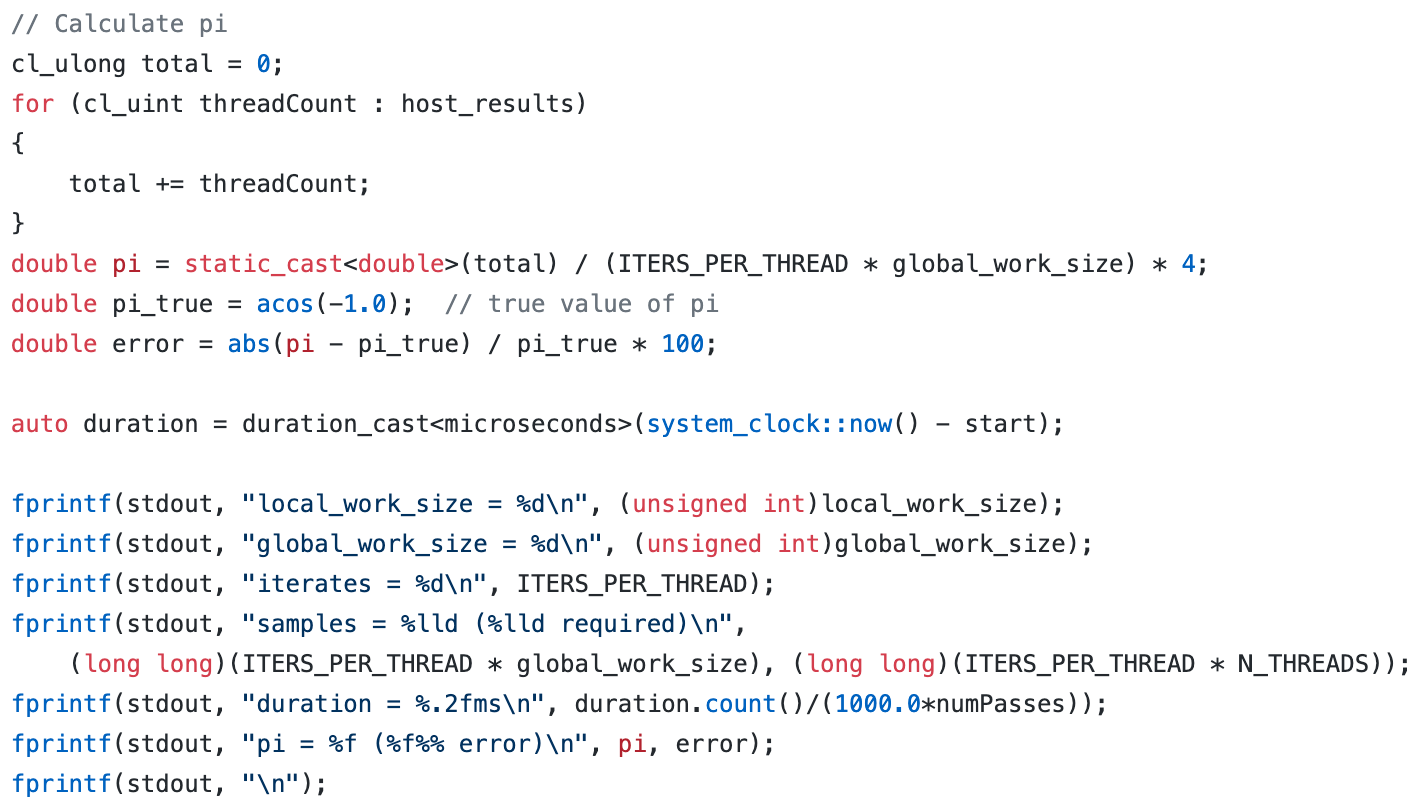 // Calculate pi
cl_ulong total = 0;
for (cl_uint threadCount : host_results)
{
    total += threadCount;
}
double pi = static_cast<double>(total) / (ITERS_PER_THREAD * global_work_size) * 4;
double pi_true = acos(-1.0);  // true value of pi
double error = abs(pi - pi_true) / pi_true * 100;

auto duration = duration_cast<microseconds>(system_clock::now() - start);

fprintf(stdout, "local_work_size = %d\n", (unsigned int)local_work_size);
fprintf(stdout, "global_work_size = %d\n", (unsigned int)global_work_size);
fprintf(stdout, "iterates = %d\n", ITERS_PER_THREAD);
fprintf(stdout, "samples = %lld (%lld required)\n",
    (long long)(ITERS_PER_THREAD * global_work_size), (long long)(ITERS_PER_THREAD * N_THREADS));
fprintf(stdout, "duration = %.2fms\n", duration.count()/(1000.0*numPasses));
fprintf(stdout, "pi = %f (%f%% error)\n", pi, error);
fprintf(stdout, "\n");